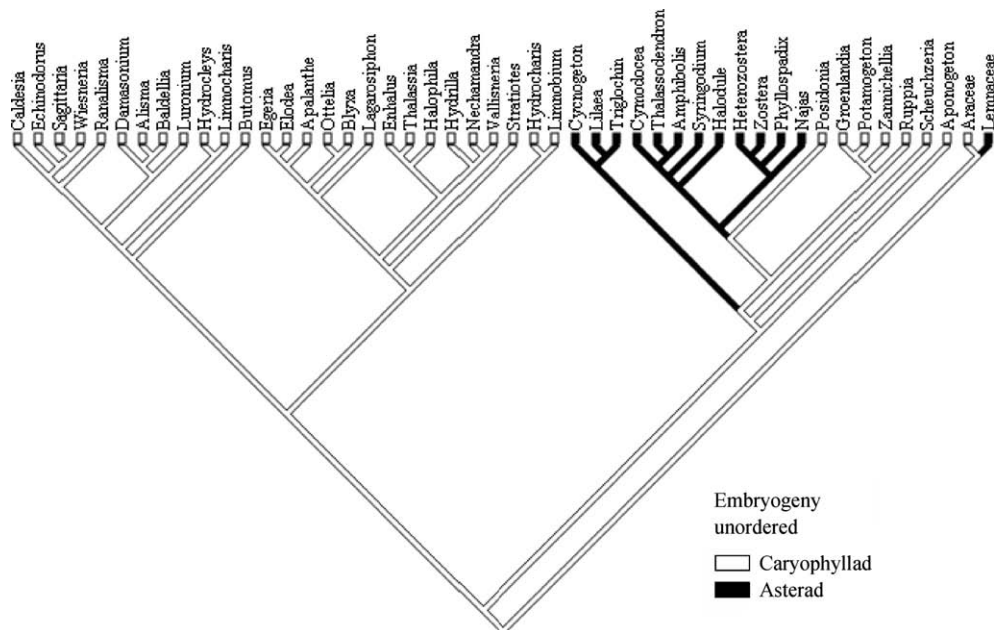 Caldesia
Echinodorus
Sagittaria
Wiesneria
Ranalisma
Damasonium
Alisma
Baldellia
Luronium
Hydrocleys
Limnocharis
Butomus
Egeria
Elodea
Apalanthe
Ottelia
Blyxa
Lagarosiphon
Enhalus
Thalassia
Halophila
Hydrilla
Nechamandra
Vallisneria
Stratiotes
Hydrocharis
Limnobium
Cycnogeton
Lilaea
Triglochin
Cymodocea
Thalassodendron
Amphibolis
Syringodium
Halodule
Heterozostera
Zostera
Phyllospadix
Najas
Posidonia
Groenlandia
Potamogeton
Zannichellia
Ruppia
Scheuchzeria
Aponogeton
Araceae
Lemnaceae
Embryogeny
unordered
Caryophyllad
Asterad